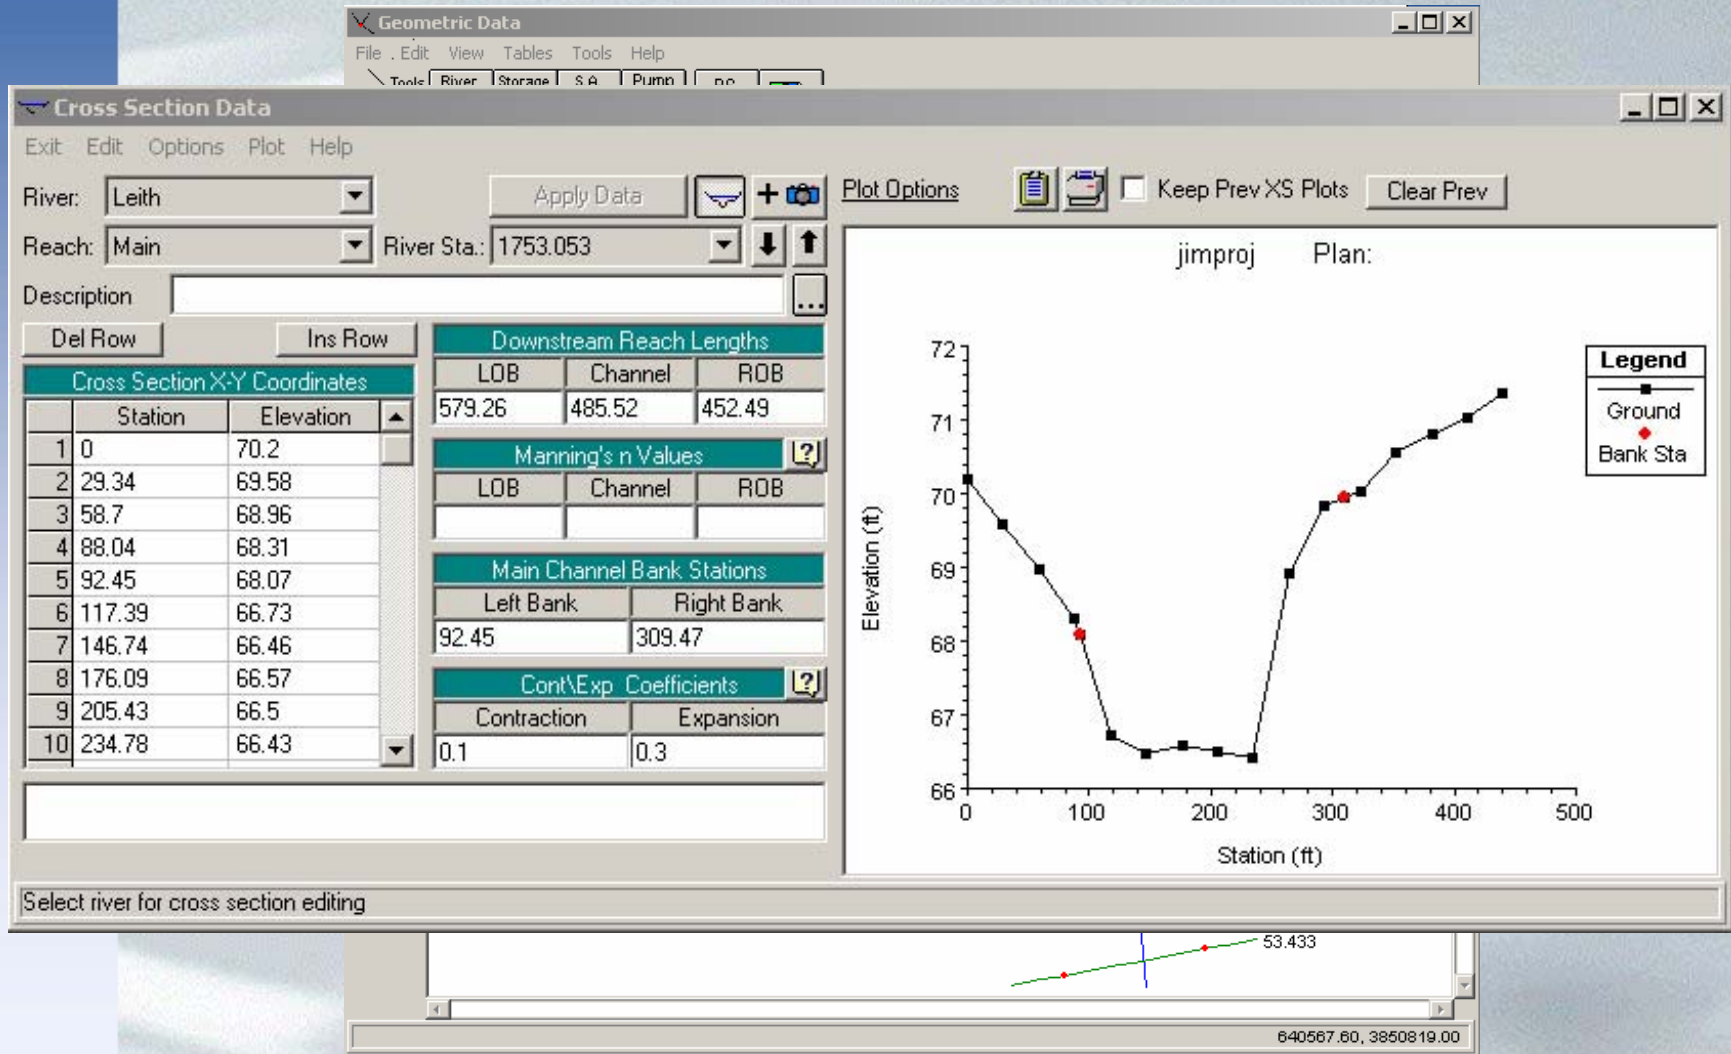 Geometric Data
File Edit View Tables Tools Help
Tools River Storage S.A. Pump RS
Cross Section Data
Exit Edit Options Plot Help
River: Leith Apply Data Plot Options Keep Prev XS Plots Clear Prev
Reach: Main River Sta.: 1753.053
Description ...
Del Row Ins Row
Cross Section X-Y Coordinates
Station Elevation
1 0 70.2
2 29.34 69.58
3 58.7 68.96
4 88.04 68.31
5 92.45 68.07
6 117.39 66.73
7 146.74 66.46
8 176.09 66.57
9 205.43 66.5
10 234.78 66.43
Downstream Reach Lengths
LOB Channel ROB
579.26 485.52 452.49
Manning's n Values ?
LOB Channel ROB
Main Channel Bank Stations
Left Bank Right Bank
92.45 309.47
Cont\Exp Coefficients ?
Contraction Expansion
0.1 0.3
jimproj Plan:
72
71
70
69
68
67
66
Elevation (ft)
0 100 200 300 400 500
Station (ft)
Legend
Ground
Bank Sta
Select river for cross section editing
53.433
640567.60, 3850819.00